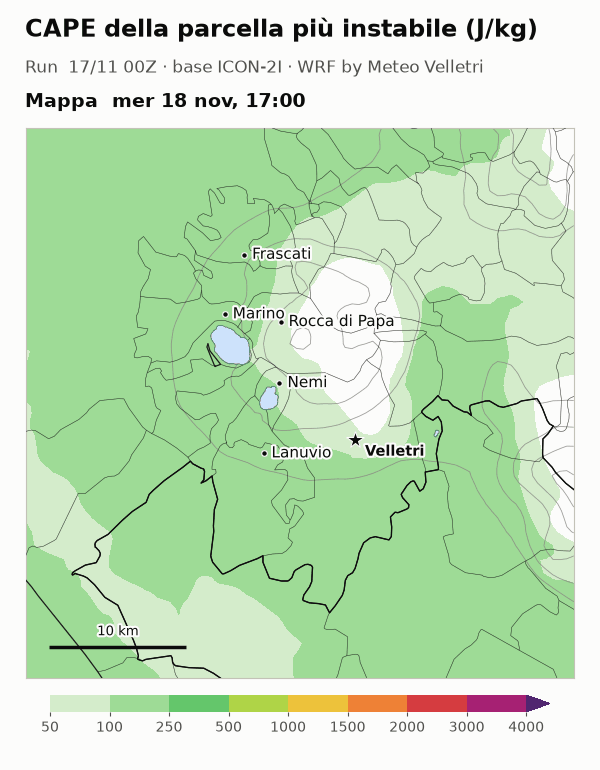 CAPE della parcella più instabile (J/kg)
Run  17/11 00Z · base ICON-2I · WRF by Meteo Velletri
Mappa  mer 18 nov, 17:00
Frascati
Marino
Rocca di Papa
Nemi
Velletri
Lanuvio
10 km
50 100 250 500 1000 1500 2000 3000 4000